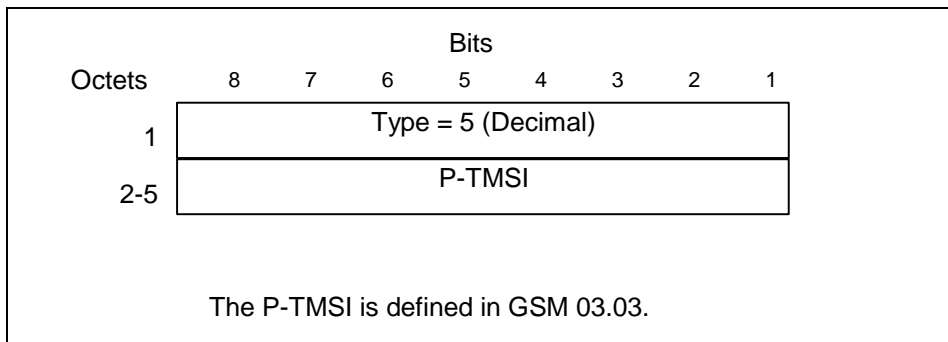 Bits
Octets 8 7 6 5 4 3 2 1
1 Type = 5 (Decimal)
2-5 P-TMSI
The P-TMSI is defined in GSM 03.03.